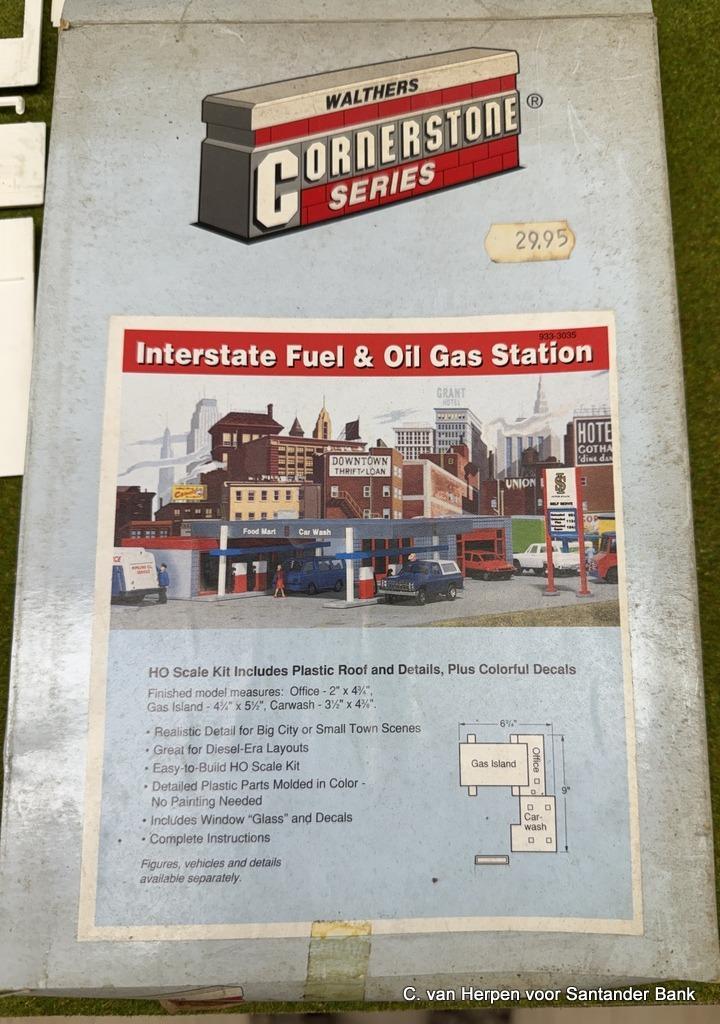 WALTHERS
CORNERSTONE ®
SERIES
29.95
933-3035
Interstate Fuel & Oil Gas Station
GRANT
HOTEL
HOTE
GOTHA
DOWNTOWN
THRIFT-LOAN
UNION
Food Mart Car Wash
SELF SERVE
HO Scale Kit Includes Plastic Roof and Details, Plus Colorful Decals
Finished model measures: Office - 2" x 4¾",
Gas Island - 4¾" x 5½", Carwash - 3½" x 4¾".
• Realistic Detail for Big City or Small Town Scenes
• Great for Diesel-Era Layouts
• Easy-to-Build HO Scale Kit
• Detailed Plastic Parts Molded in Color -
No Painting Needed
• Includes Window "Glass" and Decals
• Complete Instructions
Figures, vehicles and details
available separately.
Gas Island
Office
9"
Car-
wash
C. van Herpen voor Santander Bank